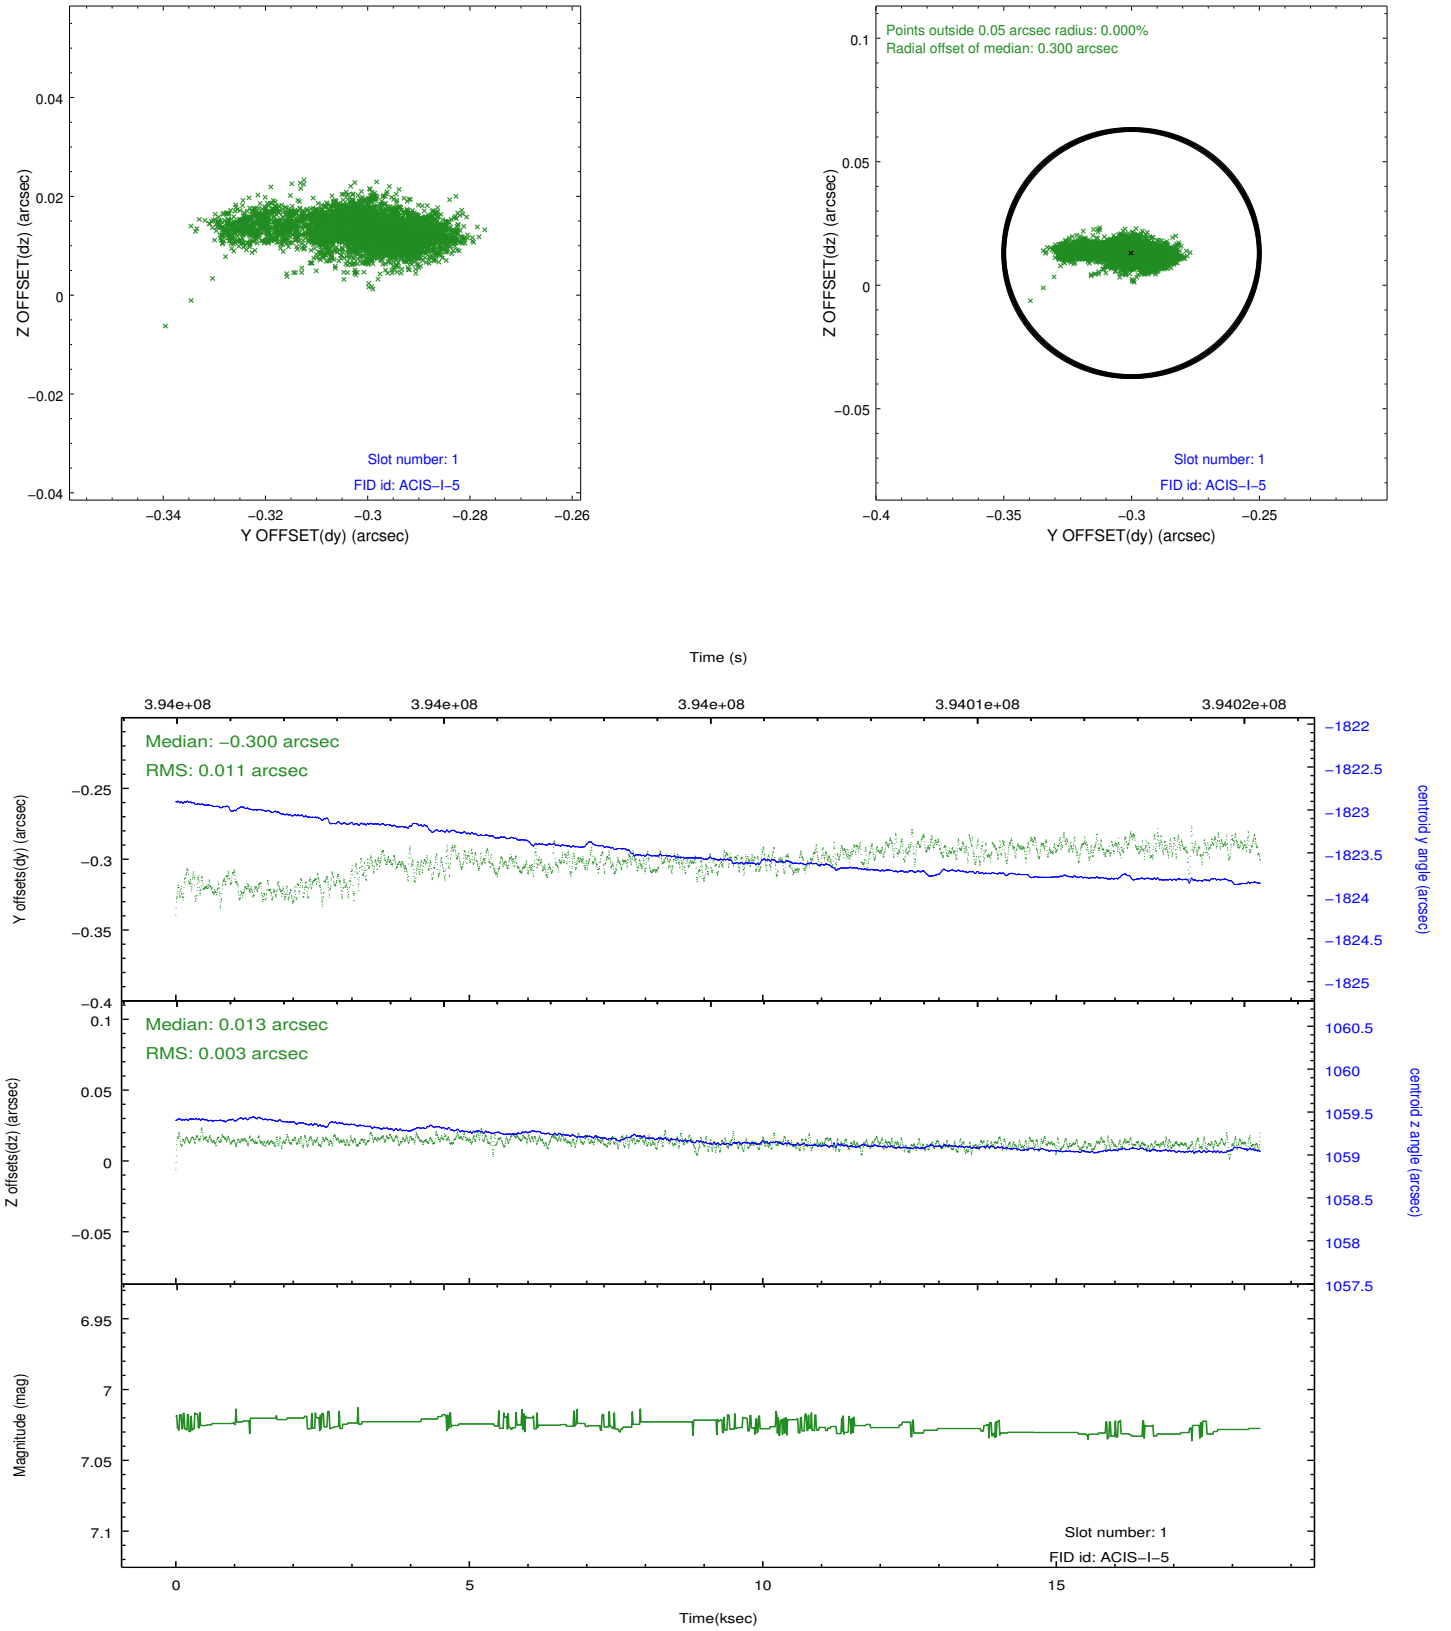 0.04
0.02
0
−0.02
−0.04
Z OFFSET(dz) (arcsec)
Slot number: 1
FID id: ACIS−I−5
−0.34 −0.32 −0.3 −0.28 −0.26
Y OFFSET(dy) (arcsec)
Points outside 0.05 arcsec radius: 0.000%
Radial offset of median: 0.300 arcsec
0.1
0.05
0
−0.05
Z OFFSET(dz) (arcsec)
Slot number: 1
FID id: ACIS−I−5
−0.4 −0.35 −0.3 −0.25
Y OFFSET(dy) (arcsec)
Time (s)
3.94e+08 3.94e+08 3.94e+08 3.9401e+08 3.9402e+08
Median: −0.300 arcsec
RMS: 0.011 arcsec
−0.25
−0.3
−0.35
−0.4
Y offsets(dy) (arcsec)
−1822
−1822.5
−1823
−1823.5
−1824
−1824.5
−1825
centroid y angle (arcsec)
Median: 0.013 arcsec
RMS: 0.003 arcsec
0.1
0.05
0
−0.05
Z offsets(dz) (arcsec)
1060.5
1060
1059.5
1059
1058.5
1058
1057.5
centroid z angle (arcsec)
6.95
7
7.05
7.1
Magnitude (mag)
Slot number: 1
FID id: ACIS−I−5
0 5 10 15
Time(ksec)